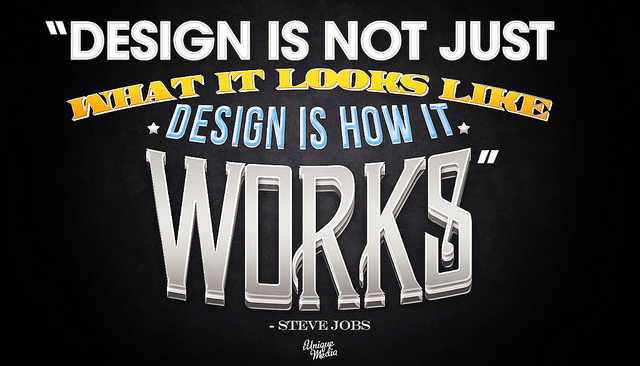 “DESIGN IS NOT JUST
WHAT IT LOOKS LIKE
DESIGN IS HOW IT
WORKS”
- STEVE JOBS
Unique
Media